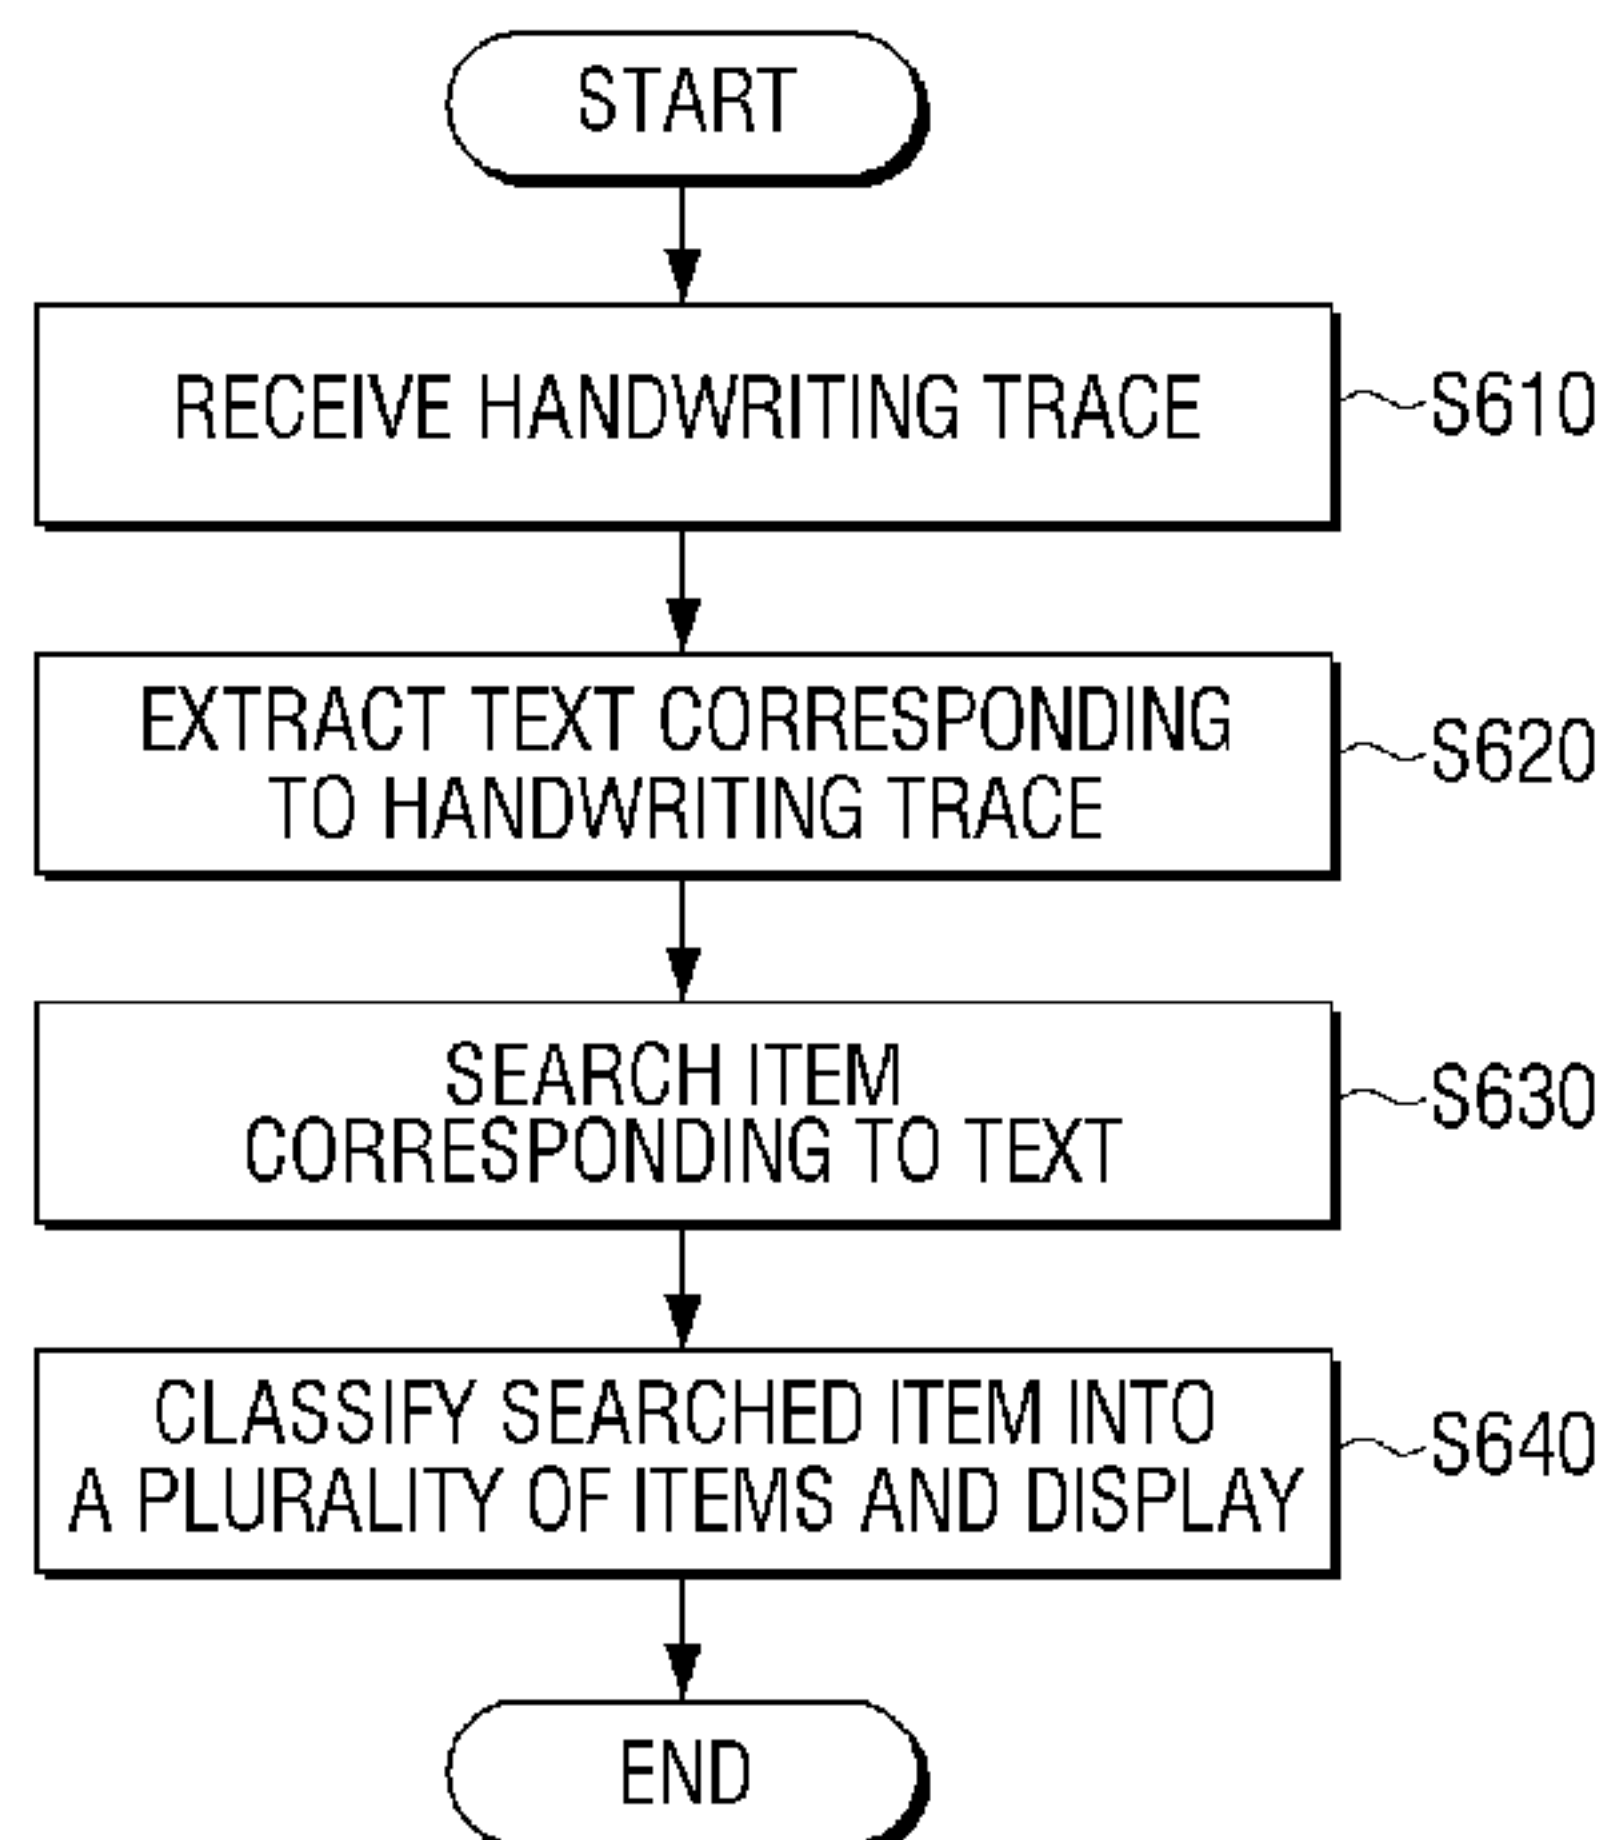 START
RECEIVE HANDWRITING TRACE
S610
EXTRACT TEXT CORRESPONDING
TO HANDWRITING TRACE
S620
SEARCH ITEM
CORRESPONDING TO TEXT
S630
CLASSIFY SEARCHED ITEM INTO
A PLURALITY OF ITEMS AND DISPLAY
S640
END